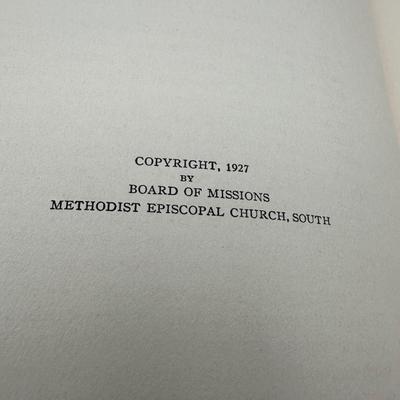 COPYRIGHT, 1927
BY
BOARD OF MISSIONS
METHODIST EPISCOPAL CHURCH, SOUTH